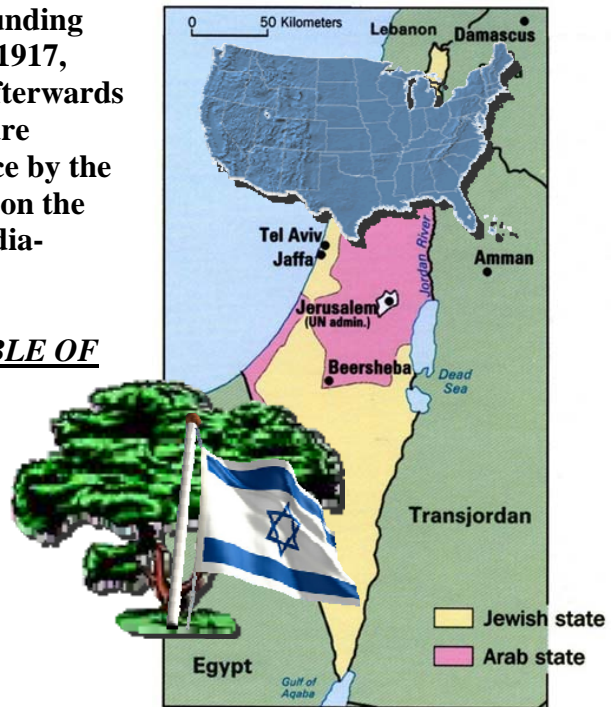 unding
1917,
fterwards
re
ce by the
on the
dia-
BLE OF
0 50 Kilometers
Lebanon
Damascus
Tel Aviv
Jaffa
Jordan River
Amman
Jerusalem
(UN admin.)
Beersheba
Dead
Sea
Transjordan
Jewish state
Arab state
Egypt
Gulf of
Aqaba